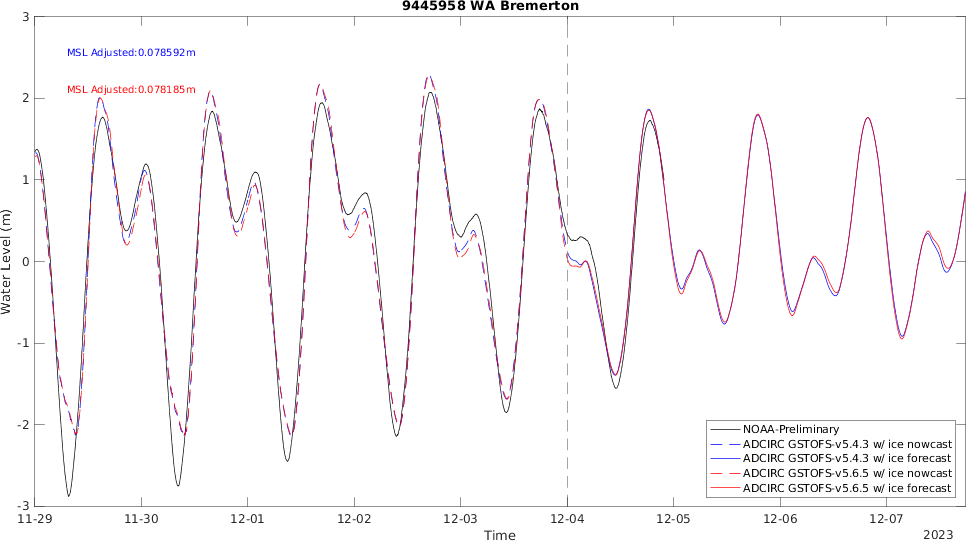 9445958 WA Bremerton
MSL Adjusted:0.078592m
MSL Adjusted:0.078185m
Water Level (m)
3
2
1
0
-1
-2
-3
NOAA-Preliminary
ADCIRC GSTOFS-v5.4.3 w/ ice nowcast
ADCIRC GSTOFS-v5.4.3 w/ ice forecast
ADCIRC GSTOFS-v5.6.5 w/ ice nowcast
ADCIRC GSTOFS-v5.6.5 w/ ice forecast
11-29 11-30 12-01 12-02 12-03 12-04 12-05 12-06 12-07
Time
2023